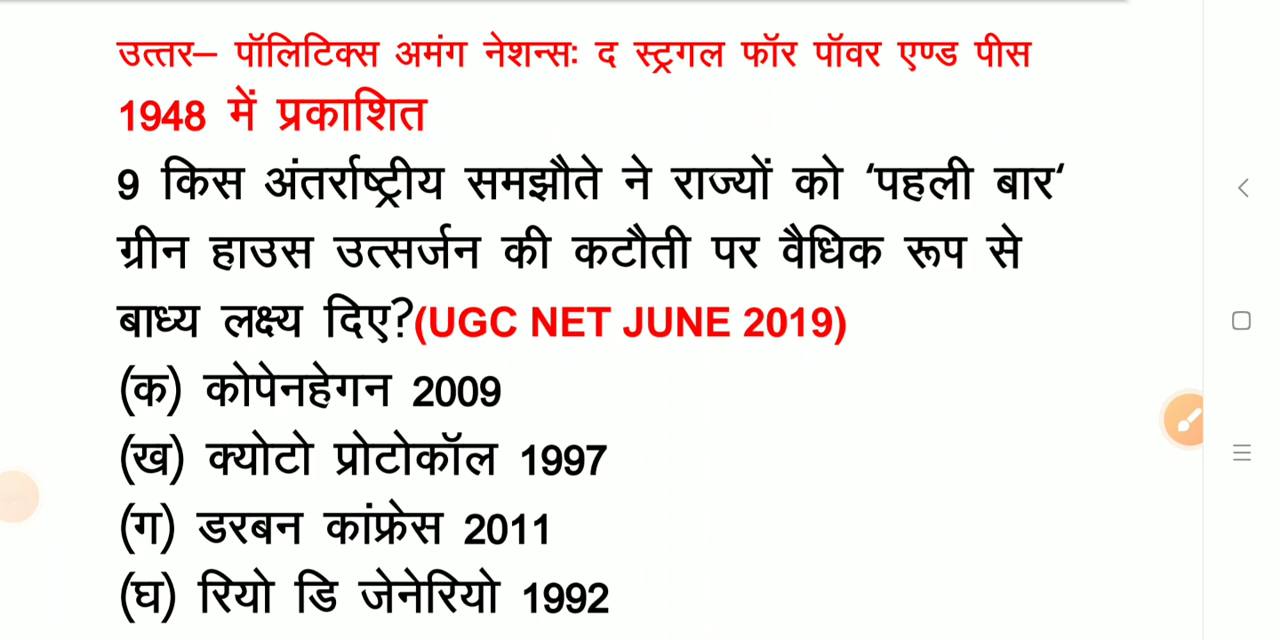 उत्तर– पॉलिटिक्स अमंग नेशन्सः द स्ट्रगल फॉर पॉवर एण्ड पीस
1948 में प्रकाशित
9 किस अंतर्राष्ट्रीय समझौते ने राज्यों को ‘पहली बार‘
ग्रीन हाउस उत्सर्जन की कटौती पर वैधिक रूप से
बाध्य लक्ष्य दिए?(UGC NET JUNE 2019)
(क) कोपेनहेगन 2009
(ख) क्योटो प्रोटोकॉल 1997
(ग) डरबन कांफ्रेस 2011
(घ) रियो डि जेनेरियो 1992